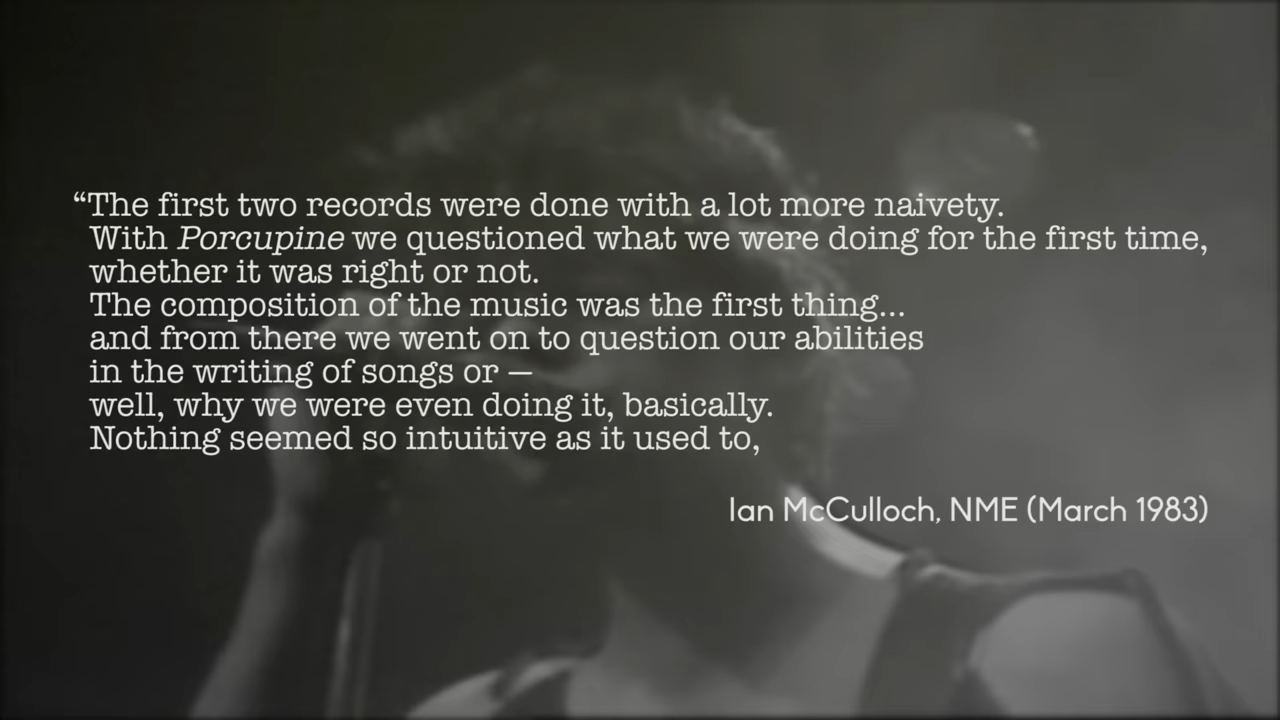 “The first two records were done with a lot more naivety.
With Porcupine we questioned what we were doing for the first time,
whether it was right or not.
The composition of the music was the first thing...
and from there we went on to question our abilities
in the writing of songs or —
well, why we were even doing it, basically.
Nothing seemed so intuitive as it used to,
Ian McCulloch, NME (March 1983)